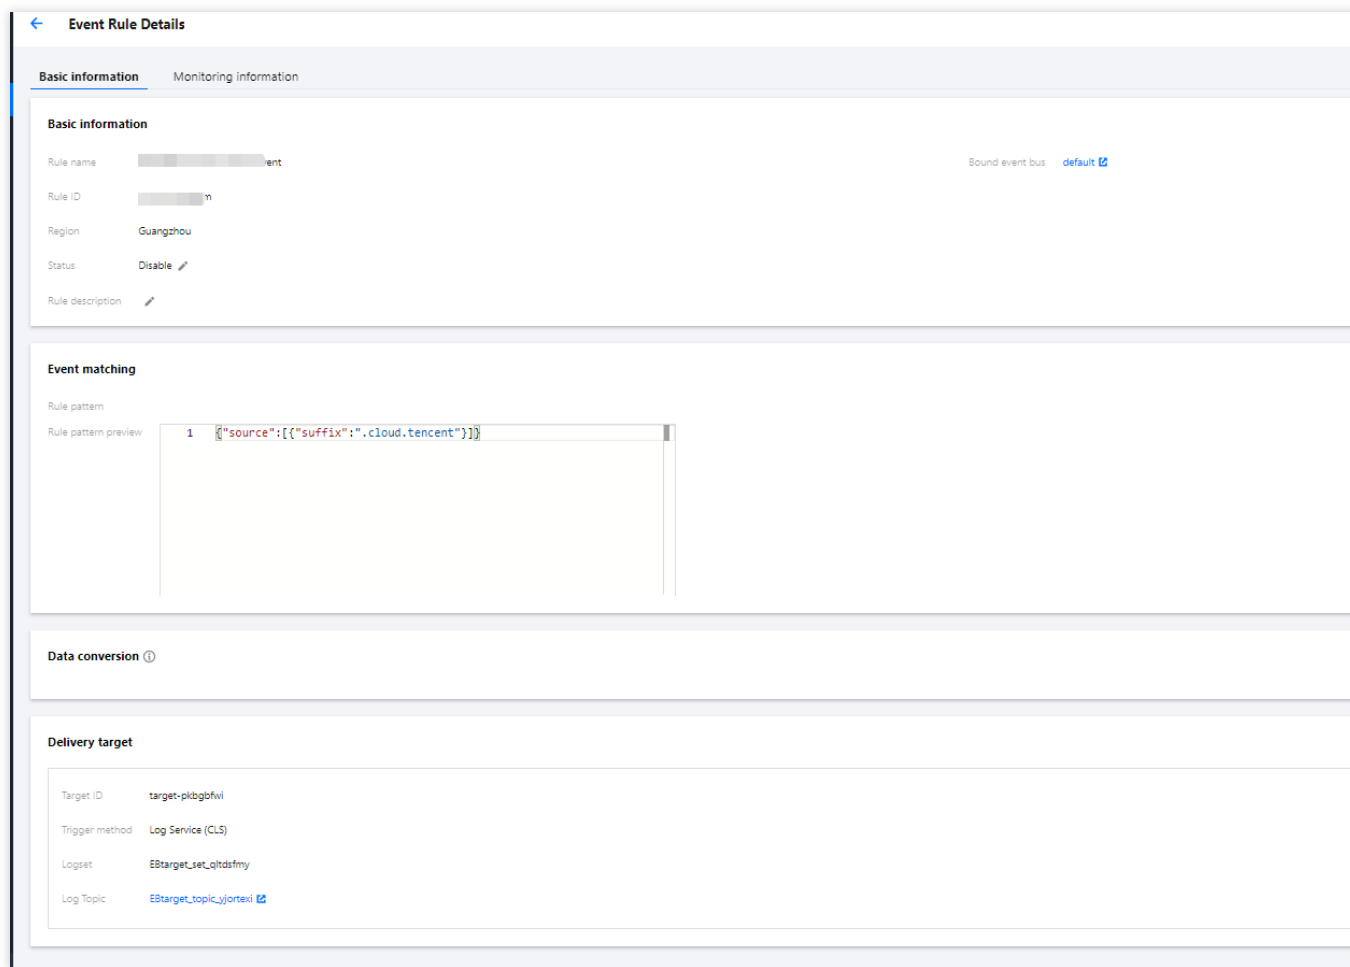 Event Rule Details
Basic information
Monitoring information
Basic information
Rule name
Bound event bus default
Rule ID
Region Guangzhou
Status Disable
Rule description
Event matching
Rule pattern
Rule pattern preview
1 {"source":[{"suffix":".cloud.tencent"}]}
Data conversion
Delivery target
Target ID target-pkbgbfwi
Trigger method Log Service (CLS)
Logset EBtarget_set_qltdsfmy
Log Topic EBtarget_topic_yjortexi